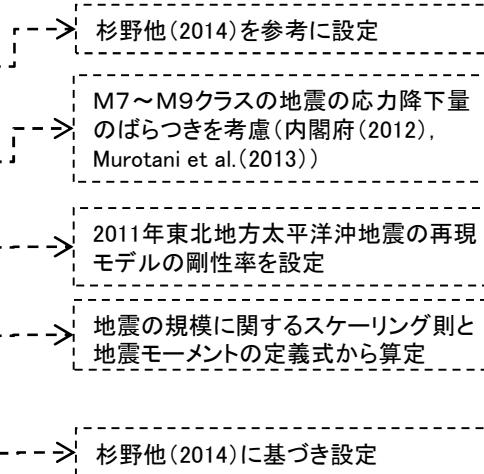 杉野他(2014)を参考に設定
M7~M9クラスの地震の応力降下量
のばらつきを考慮(内閣府(2012),
Murotani et al.(2013))
2011年東北地方太平洋沖地震の再現
モデルの剛性率を設定
地震の規模に関するスケーリング則と
地震モーメントの定義式から算定
杉野他(2014)に基づき設定